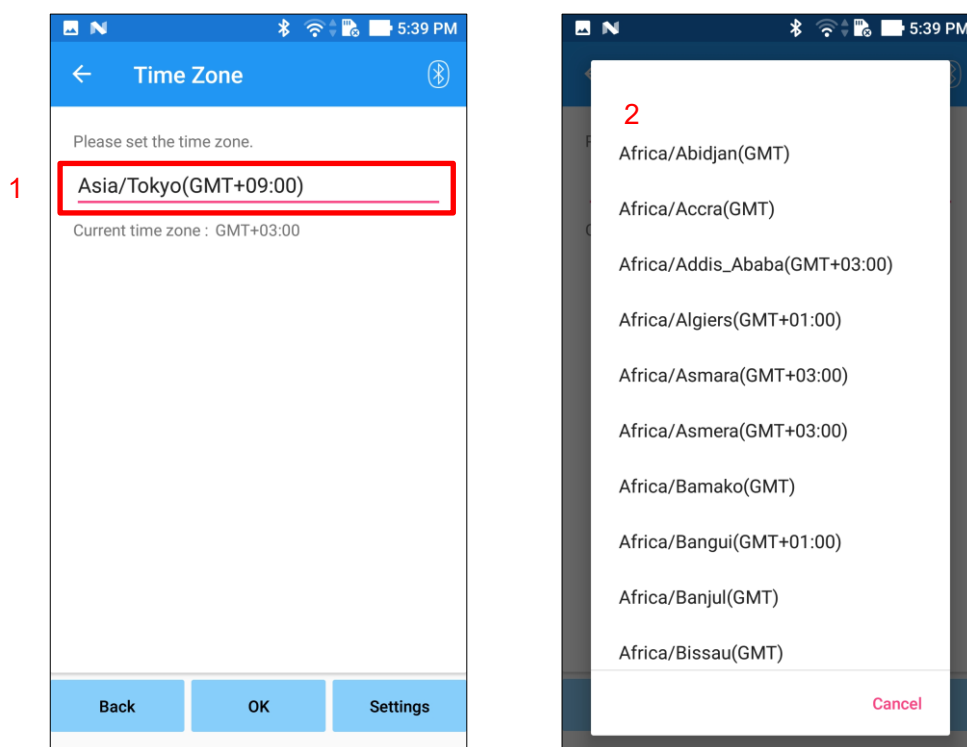 5:39 PM
Time Zone
Please set the time zone.
1
Asia/Tokyo(GMT+09:00)
Current time zone : GMT+03:00
Back
OK
Settings
5:39 PM
2
Africa/Abidjan(GMT)
Africa/Accra(GMT)
Africa/Addis_Ababa(GMT+03:00)
Africa/Algiers(GMT+01:00)
Africa/Asmara(GMT+03:00)
Africa/Asmera(GMT+03:00)
Africa/Bamako(GMT)
Africa/Bangui(GMT+01:00)
Africa/Banjul(GMT)
Africa/Bissau(GMT)
Cancel